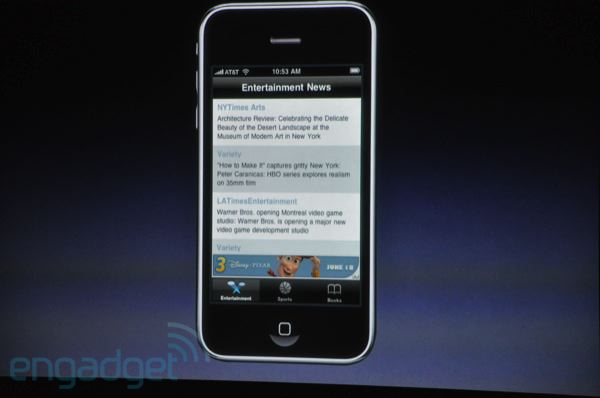 AT&T 10:53 AM
Entertainment News
NYTimes Arts
Architecture Review: Celebrating the Delicate
Beauty of the Desert Landscape at the
Museum of Modern Art in New York
Variety
"How to Make It" captures gritty New York:
Peter Caranicas: HBO series explores realism
on 35mm film
LATimesEntertainment
Warner Bros. opening Montreal video game
studio: Warner Bros. is opening a major new
video game development studio
Variety
3 Disney·PIXAR JUNE 18
Entertainment Sports Books
engadget